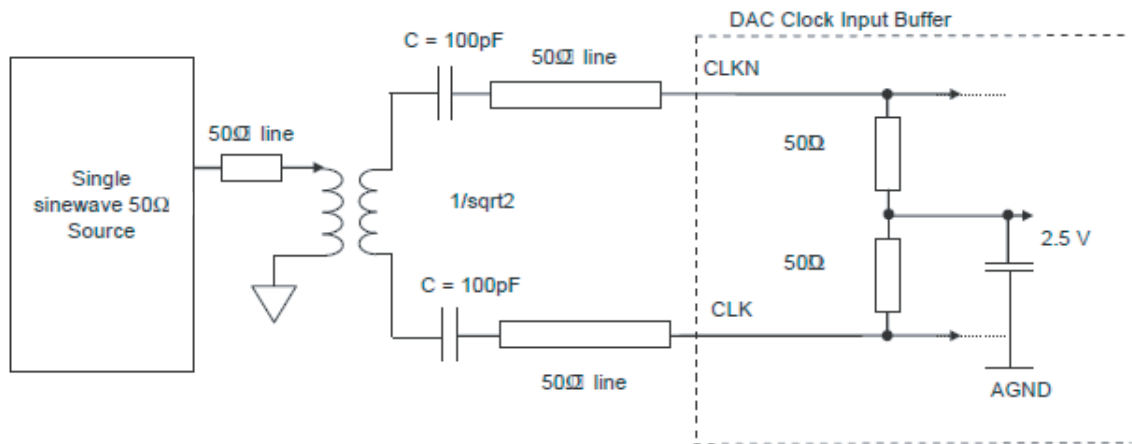 DAC Clock Input Buffer
C = 100pF
50Ω line
CLKN
50Ω line
50Ω
Single
sinewave 50Ω
Source
1/sqrt2
2.5 V
50Ω
C = 100pF
CLK
50Ω line
AGND